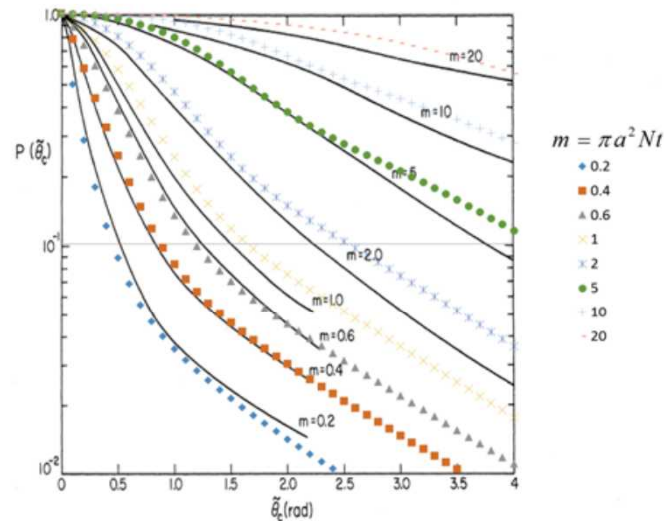 1.0
m=20
m=10
P(θ̃c)
m=5
10⁻¹
m=2.0
m=1.0
m=0.6
m=0.4
m=0.2
10⁻²
0 0.5 1.0 1.5 2.0 2.5 3.0 3.5 4
θ̃c(rad)
m = πa²Nt
0.2
0.4
0.6
1
2
5
10
20